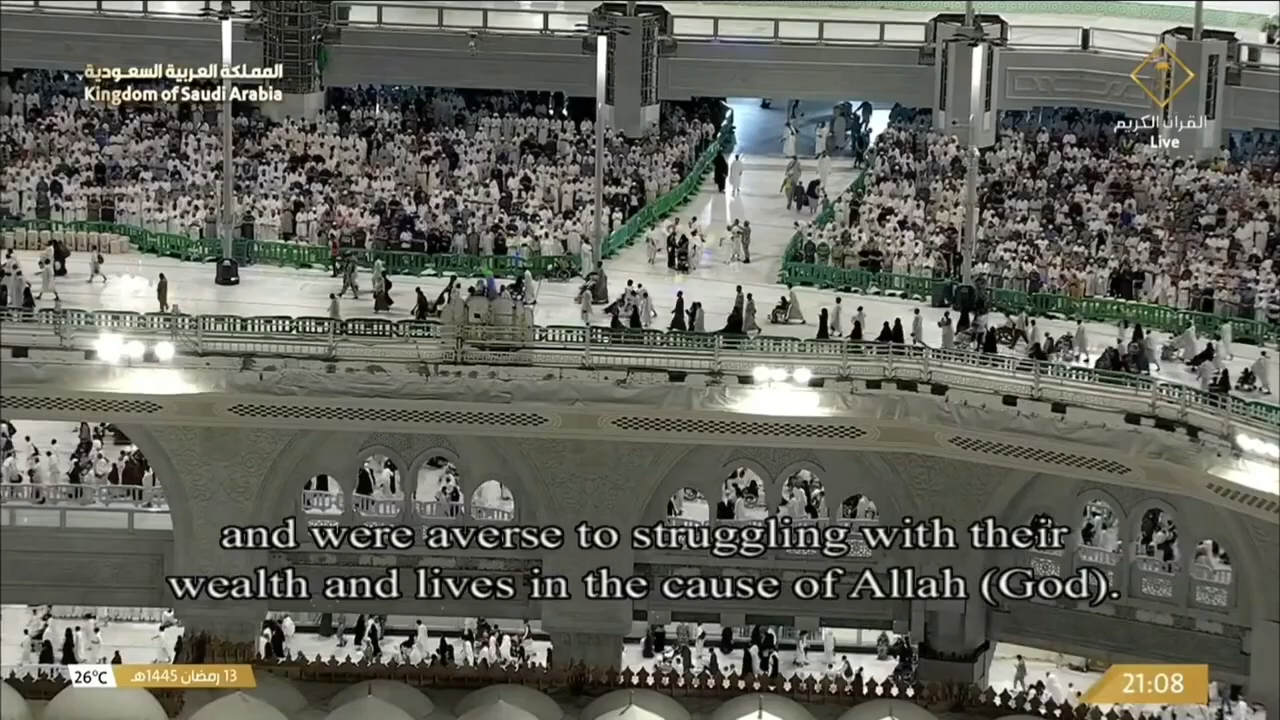 المملكة العربية السعودية
Kingdom of Saudi Arabia
القرآن الكريم
Live
and were averse to struggling with their
wealth and lives in the cause of Allah (God).
26°C
13 رمضان 1445هـ
21:08